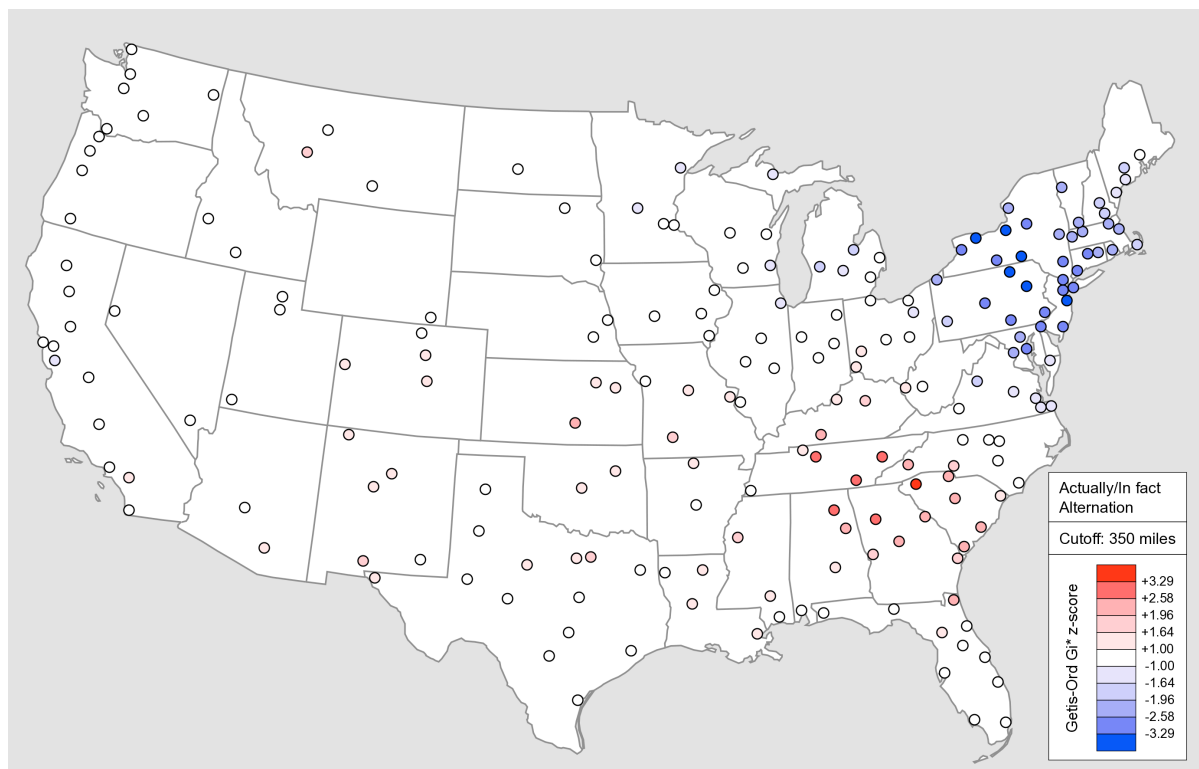 Actually/In fact
Alternation
Cutoff: 350 miles
Getis-Ord Gi* z-score
+3.29
+2.58
+1.96
+1.64
+1.00
-1.00
-1.64
-1.96
-2.58
-3.29